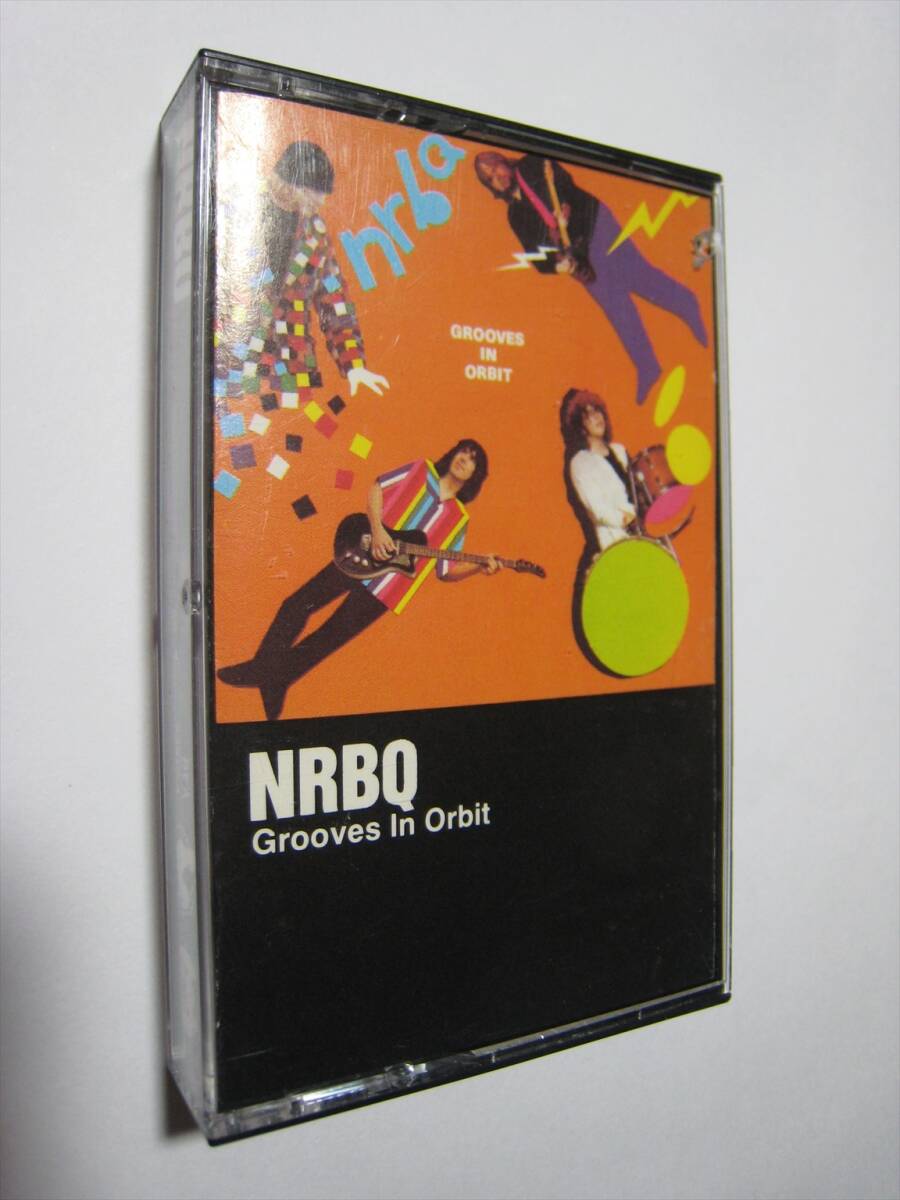 nrbq
GROOVES
IN
ORBIT
NRBQ
Grooves In Orbit